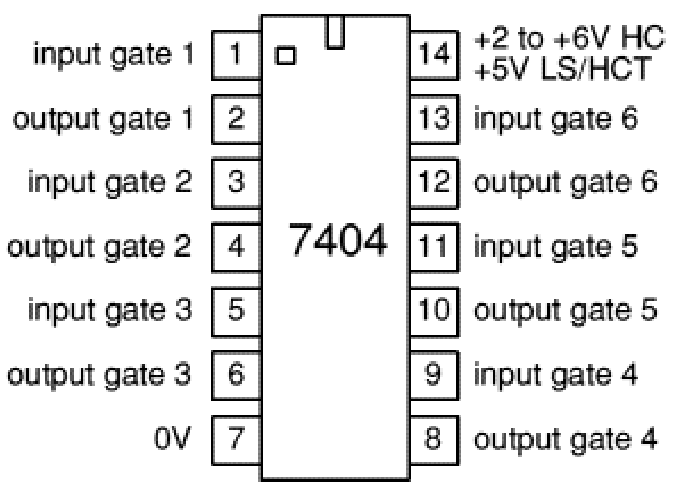 input gate 1 1
output gate 1 2
input gate 2 3
output gate 2 4
input gate 3 5
output gate 3 6
0V 7
7404
14 +2 to +6V HC
+5V LS/HCT
13 input gate 6
12 output gate 6
11 input gate 5
10 output gate 5
9 input gate 4
8 output gate 4